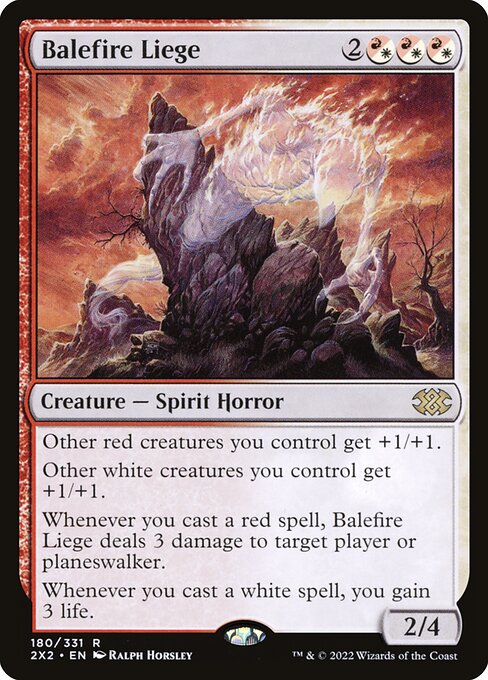 Balefire Liege 2
Creature — Spirit Horror
Other red creatures you control get +1/+1.
Other white creatures you control get
+1/+1.
Whenever you cast a red spell, Balefire
Liege deals 3 damage to target player or
planeswalker.
Whenever you cast a white spell, you gain
3 life.
2/4
180/331 R
2X2 • EN RALPH HORSLEY
™ & © 2022 Wizards of the Coast